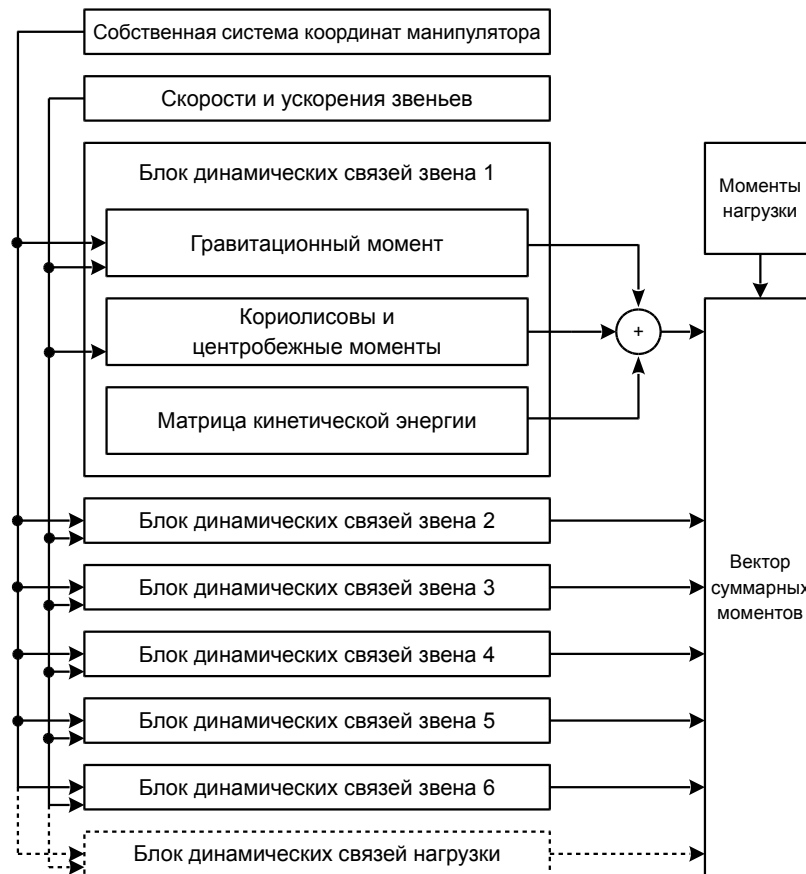 Собственная система координат манипулятора
Скорости и ускорения звеньев
Блок динамических связей звена 1
Гравитационный момент
Кориолисовы и
центробежные моменты
Матрица кинетической энергии
+
Моменты
нагрузки
Блок динамических связей звена 2
Блок динамических связей звена 3
Блок динамических связей звена 4
Блок динамических связей звена 5
Блок динамических связей звена 6
Блок динамических связей нагрузки
Вектор
суммарных
моментов